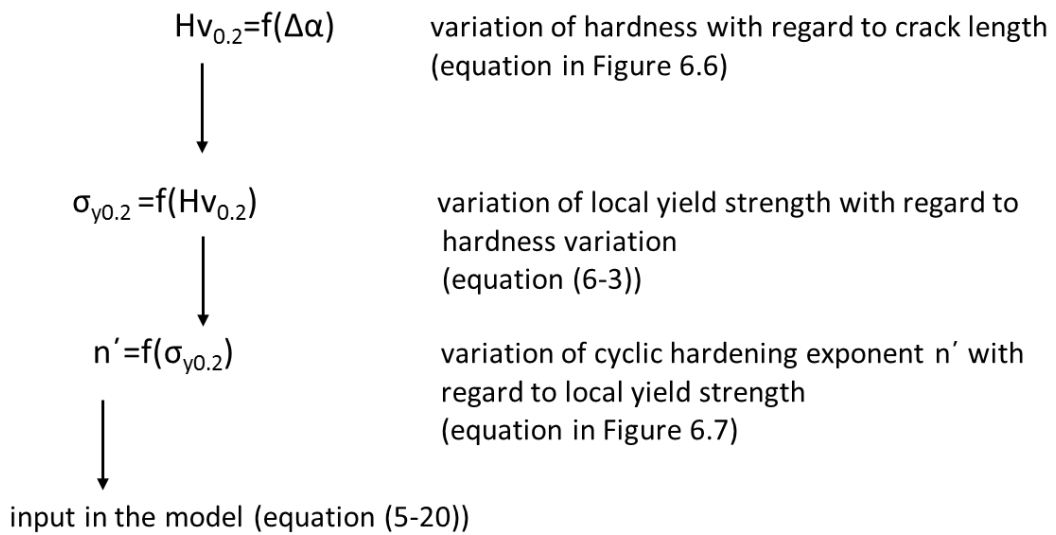 Hv₀.₂=f(Δα) variation of hardness with regard to crack length
(equation in Figure 6.6)
σy₀.₂ =f(Hv₀.₂) variation of local yield strength with regard to
hardness variation
(equation (6-3))
n´=f(σy₀.₂) variation of cyclic hardening exponent n´ with
regard to local yield strength
(equation in Figure 6.7)
input in the model (equation (5-20))